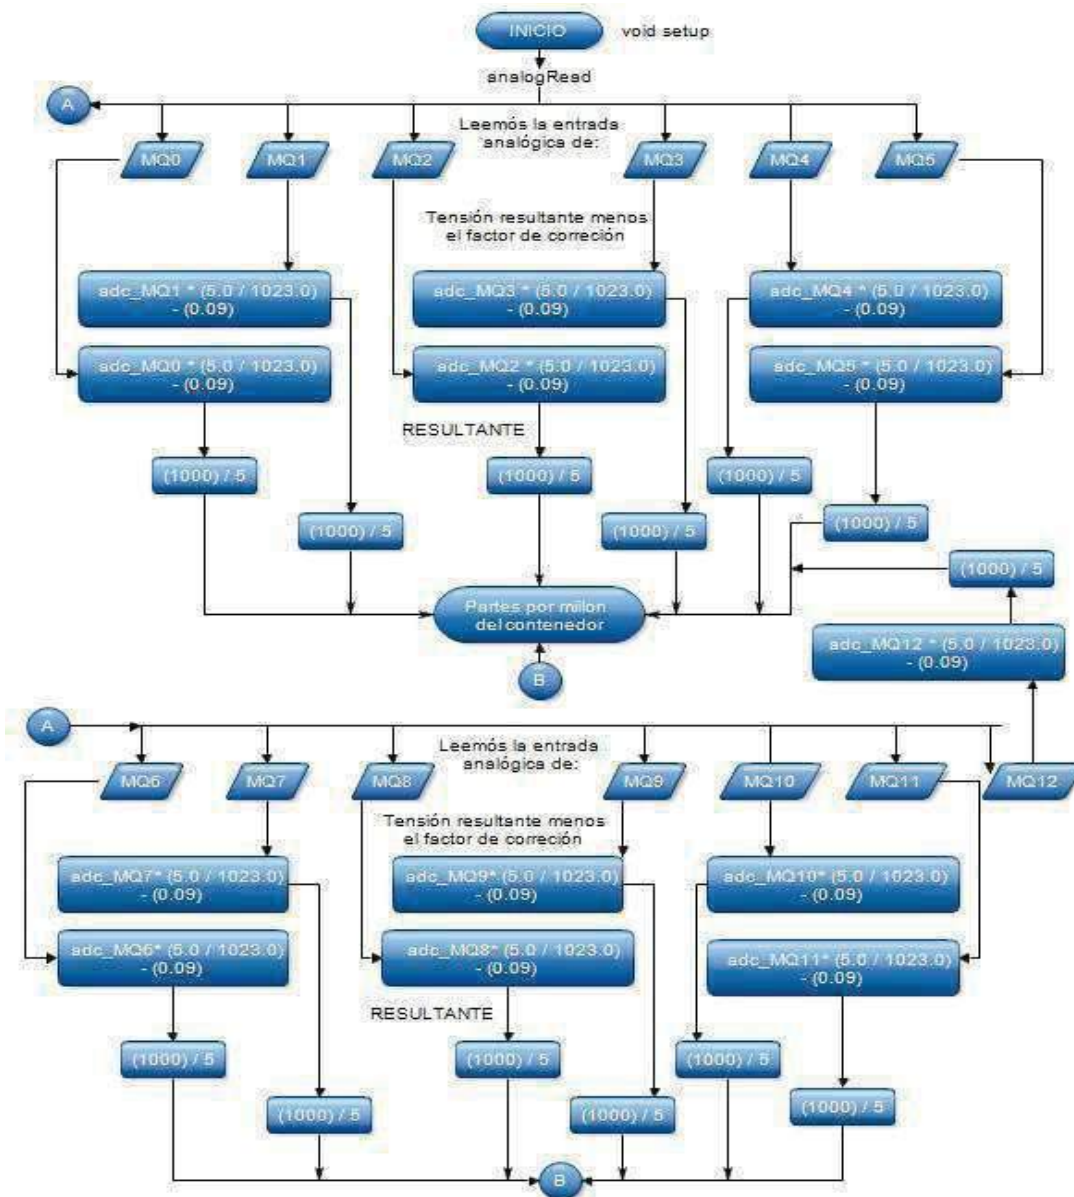 INICIO
void setup
analogRead
A
Leemós la entrada
analógica de:
MQ0
MQ1
MQ2
MQ3
MQ4
MQ5
Tensión resultante menos
el factor de correción
adc_MQ1 * (5.0 / 1023.0)
- (0.09)
adc_MQ3 * (5.0 / 1023.0)
- (0.09)
adc_MQ4 * (5.0 / 1023.0)
- (0.09)
adc_MQ0 * (5.0 / 1023.0)
- (0.09)
adc_MQ2 * (5.0 / 1023.0)
- (0.09)
adc_MQ5 * (5.0 / 1023.0)
- (0.09)
RESULTANTE
(1000) / 5
(1000) / 5
(1000) / 5
(1000) / 5
(1000) / 5
(1000) / 5
(1000) / 5
Partes por millon
del contenedor
adc_MQ12 * (5.0 / 1023.0)
- (0.09)
B
A
Leemós la entrada
analógica de:
MQ6
MQ7
MQ8
MQ9
MQ10
MQ11
MQ12
Tensión resultante menos
el factor de correción
adc_MQ7* (5.0 / 1023.0)
- (0.09)
adc_MQ9* (5.0 / 1023.0)
- (0.09)
adc_MQ10* (5.0 / 1023.0)
- (0.09)
adc_MQ6* (5.0 / 1023.0)
- (0.09)
adc_MQ8* (5.0 / 1023.0)
- (0.09)
adc_MQ11* (5.0 / 1023.0)
- (0.09)
RESULTANTE
(1000) / 5
(1000) / 5
(1000) / 5
(1000) / 5
(1000) / 5
(1000) / 5
B